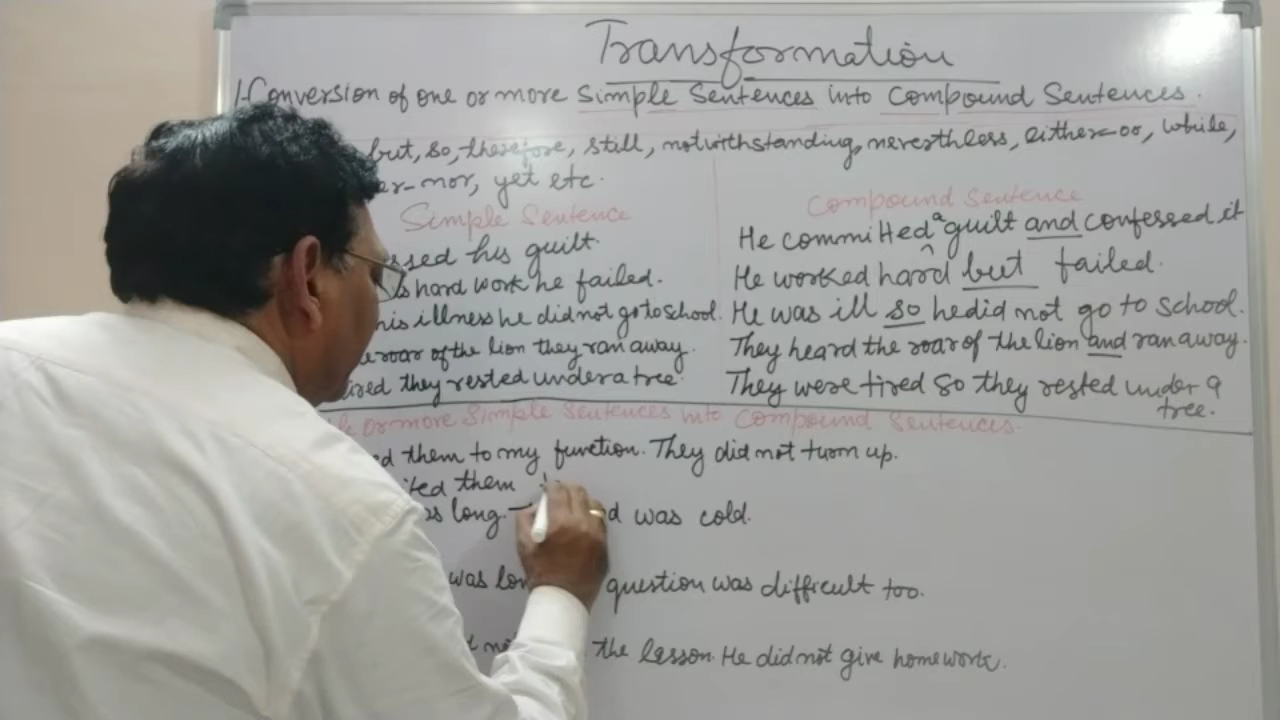 Transformation
1. Conversion of one or more Simple Sentences into Compound Sentences.
but, so, therefore, still, notwithstanding, neverthless, either-or, while,
er-nor, yet etc.
Simple Sentence
Compound Sentence
ssed his guilt.
He committed a guilt and confessed it
s hard work he failed.
He worked hard but failed.
his illness he did not go to school.
He was ill so he did not go to school.
e roar of the lion they ran away.
They heard the roar of the lion and ran away.
ired they rested under a tree.
They were tired so they rested under a
tree.
or more Simple Sentences into Compound Sentences.
ed them to my function. They did not turn up.
ited them
as long. d was cold.
was lon question was difficult too.
the lesson. He did not give homework.